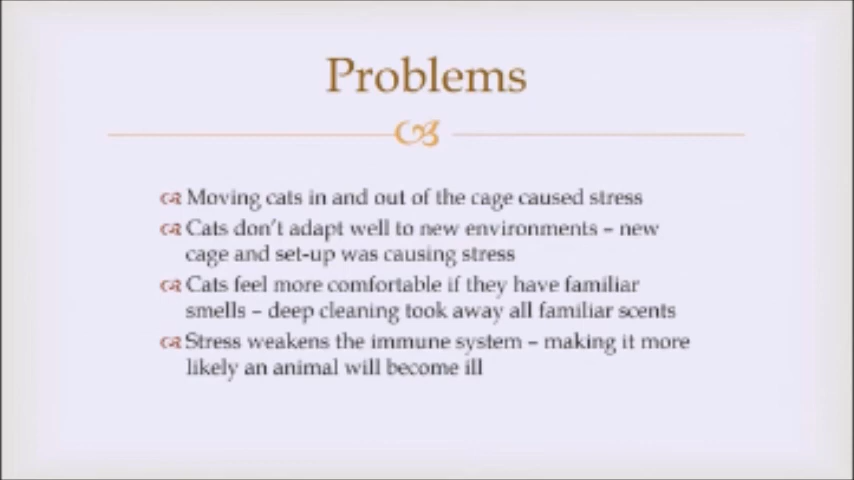 Problems
Moving cats in and out of the cage caused stress
Cats don't adapt well to new environments – new
cage and set-up was causing stress
Cats feel more comfortable if they have familiar
smells – deep cleaning took away all familiar scents
Stress weakens the immune system – making it more
likely an animal will become ill